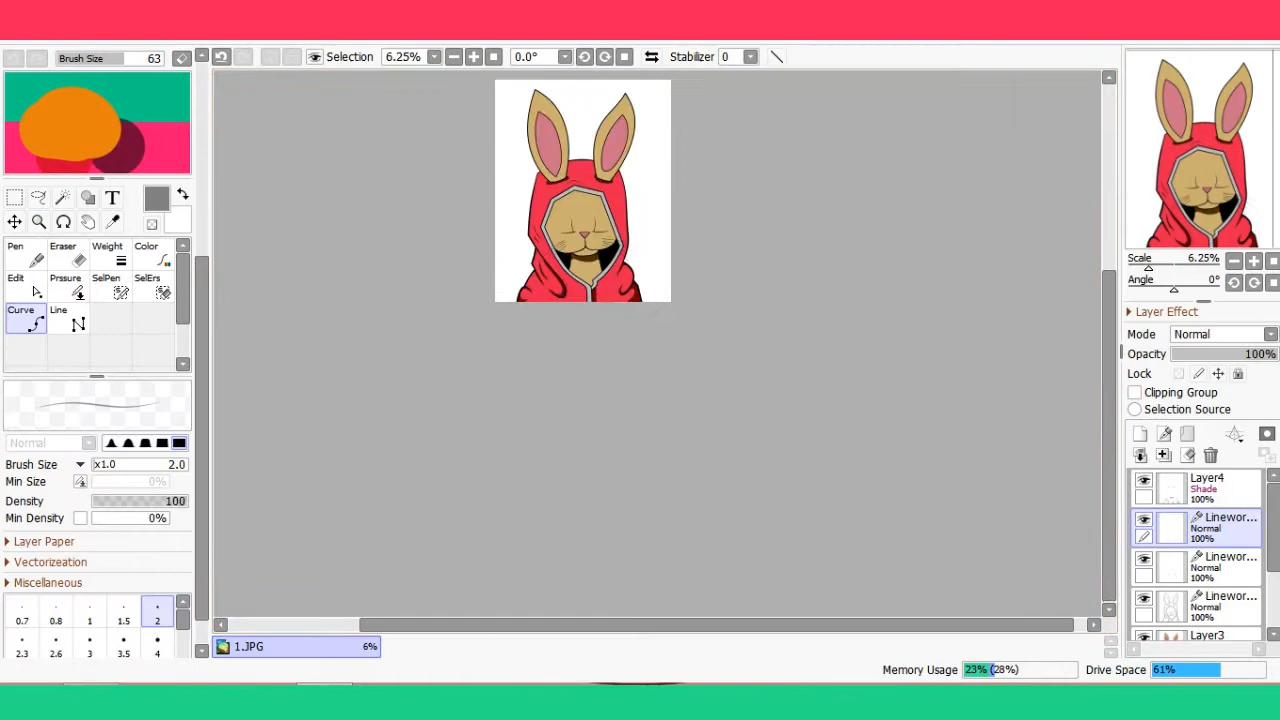 Brush Size 63
Selection 6.25% 0.0° Stabilizer 0
T
Pen Eraser Weight Color
Edit Prssure SelPen SelErs
Curve Line
Normal
Brush Size x1.0 2.0
Min Size 0%
Density 100
Min Density 0%
Layer Paper
Vectorization
Miscellaneous
0.7 0.8 1 1.5 2
2.3 2.6 3 3.5 4
1.JPG 6%
Scale 6.25%
Angle 0°
Layer Effect
Mode Normal
Opacity 100%
Lock
Clipping Group
Selection Source
Layer4
Shade
100%
Linewor...
Normal
100%
Linewor...
Normal
100%
Linewor...
Normal
100%
Layer3
Memory Usage 23% (28%) Drive Space 61%